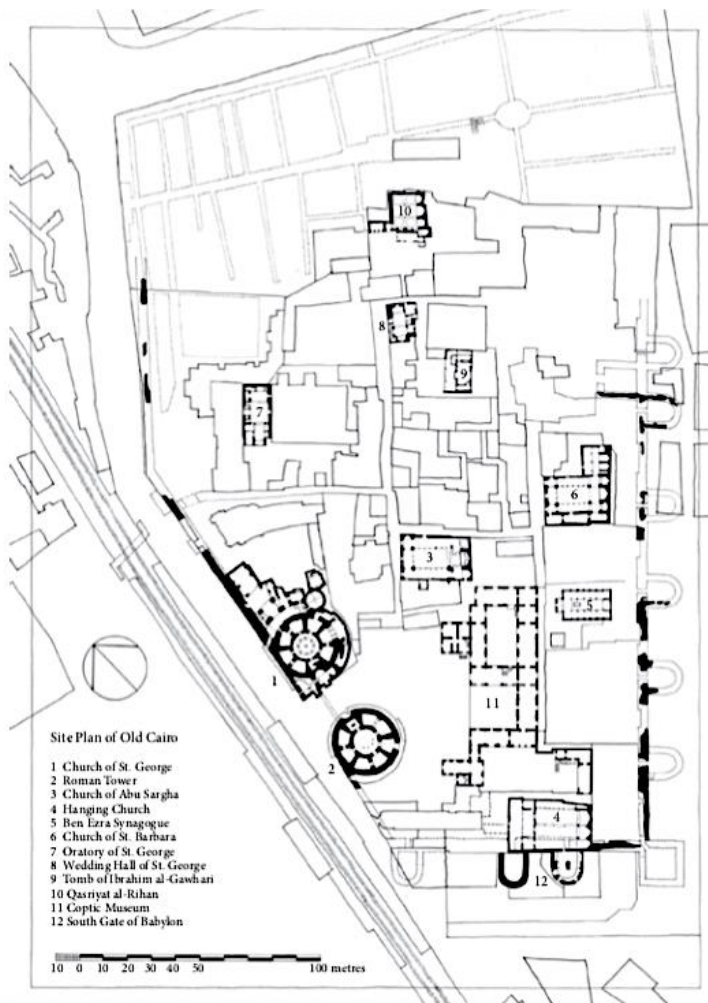 10
8
9
7
6
3
5
1
11
2
4
12
Site Plan of Old Cairo
1 Church of St. George
2 Roman Tower
3 Church of Abu Sargha
4 Hanging Church
5 Ben Ezra Synagogue
6 Church of St. Barbara
7 Oratory of St. George
8 Wedding Hall of St. George
9 Tomb of Ibrahim al-Gawhari
10 Qasriyat al-Rihan
11 Coptic Museum
12 South Gate of Babylon
10 0 10 20 30 40 50 100 metres